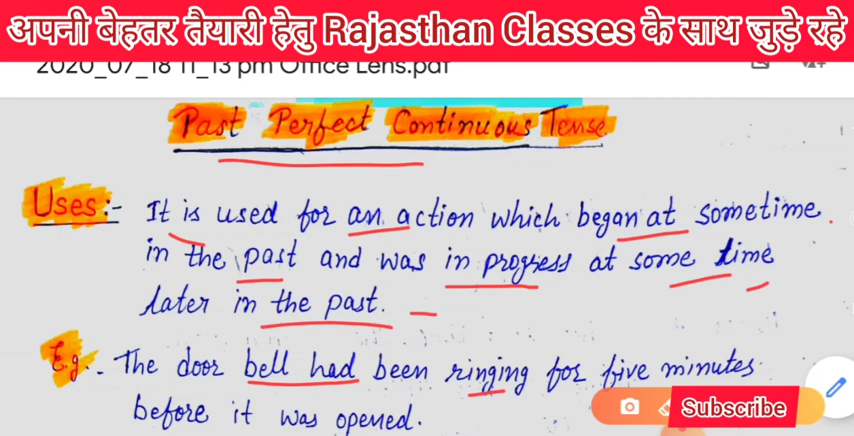 अपनी बेहतर तैयारी हेतु Rajasthan Classes के साथ जुड़े रहे
2020_07_18 11_13 pm Office Lens.pdf
Past Perfect Continuous Tense
Uses:- It is used for an action which began at sometime
in the past and was in progress at some time
later in the past.
E.g.. The door bell had been ringing for five minutes
before it was opened.
Subscribe